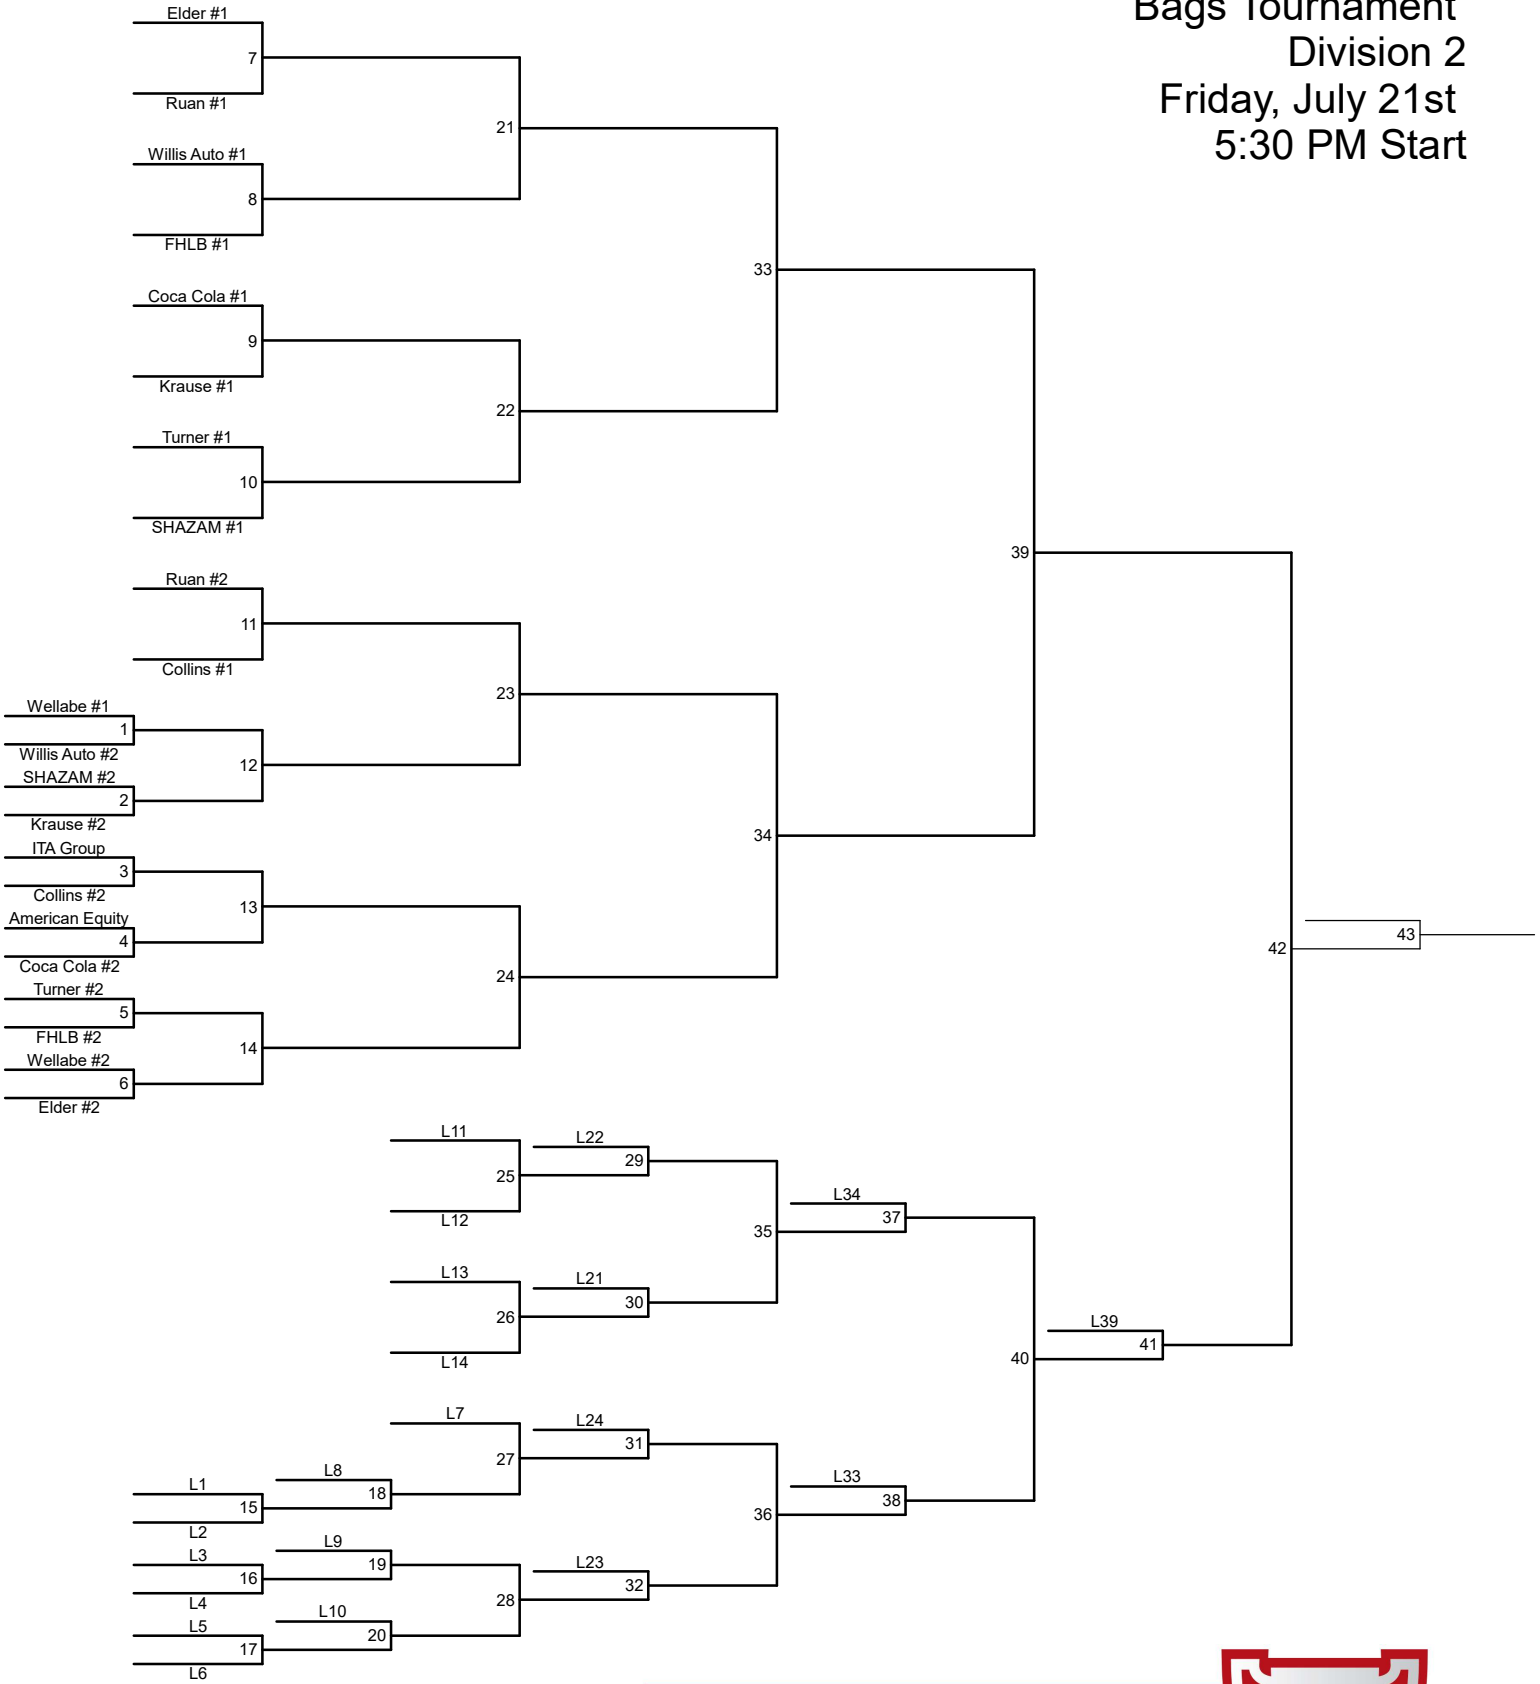 Bags Tournament
Division 2
Friday, July 21st
5:30 PM Start
Elder #1
7
Ruan #1
21
Willis Auto #1
8
FHLB #1
33
Coca Cola #1
9
Krause #1
22
Turner #1
10
SHAZAM #1
39
Ruan #2
11
Collins #1
23
Wellabe #1
1
Willis Auto #2
12
SHAZAM #2
2
Krause #2
34
ITA Group
3
Collins #2
13
American Equity
4
Coca Cola #2
24
Turner #2
5
FHLB #2
14
Wellabe #2
6
Elder #2
42
43
L11
25
L12
L22
29
35
L34
37
L13
26
L14
L21
30
40
L39
41
L7
27
L24
31
L8
18
L1
15
L2
36
L33
38
L3
16
L4
L9
19
28
L23
32
L10
20
L5
17
L6